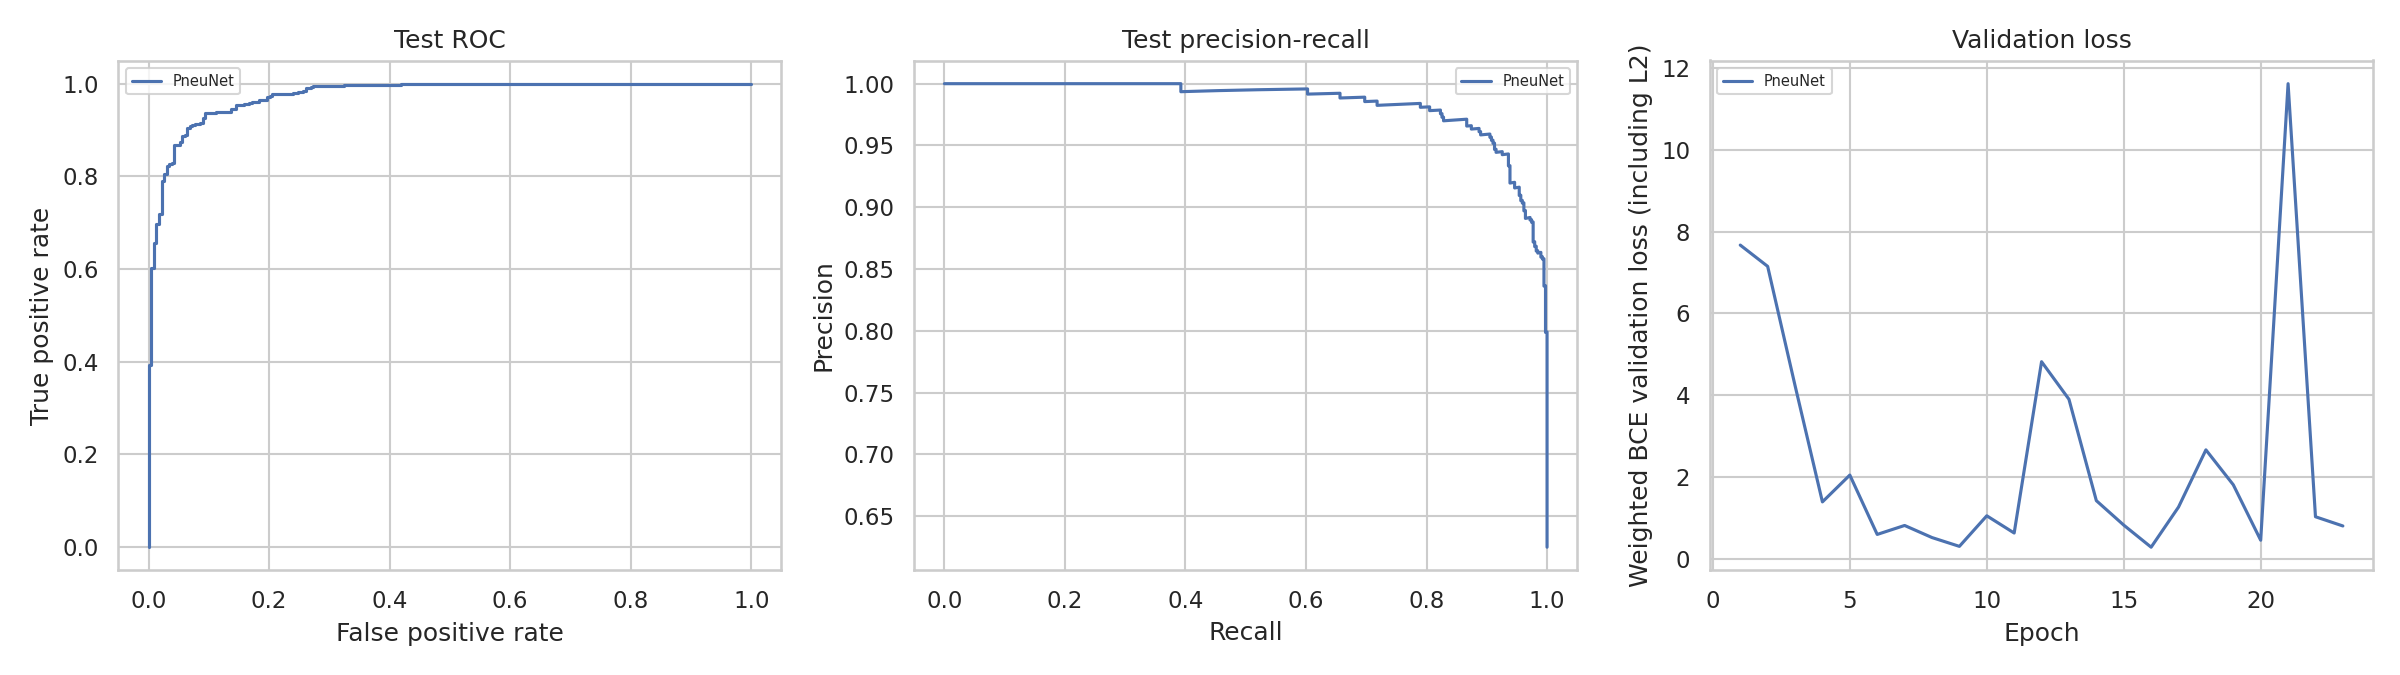 Test ROC
PneuNet
True positive rate
1.0
0.8
0.6
0.4
0.2
0.0
0.0 0.2 0.4 0.6 0.8 1.0
False positive rate
Test precision-recall
PneuNet
Precision
1.00
0.95
0.90
0.85
0.80
0.75
0.70
0.65
0.0 0.2 0.4 0.6 0.8 1.0
Recall
Validation loss
PneuNet
Weighted BCE validation loss (including L2)
12
10
8
6
4
2
0
0 5 10 15 20
Epoch